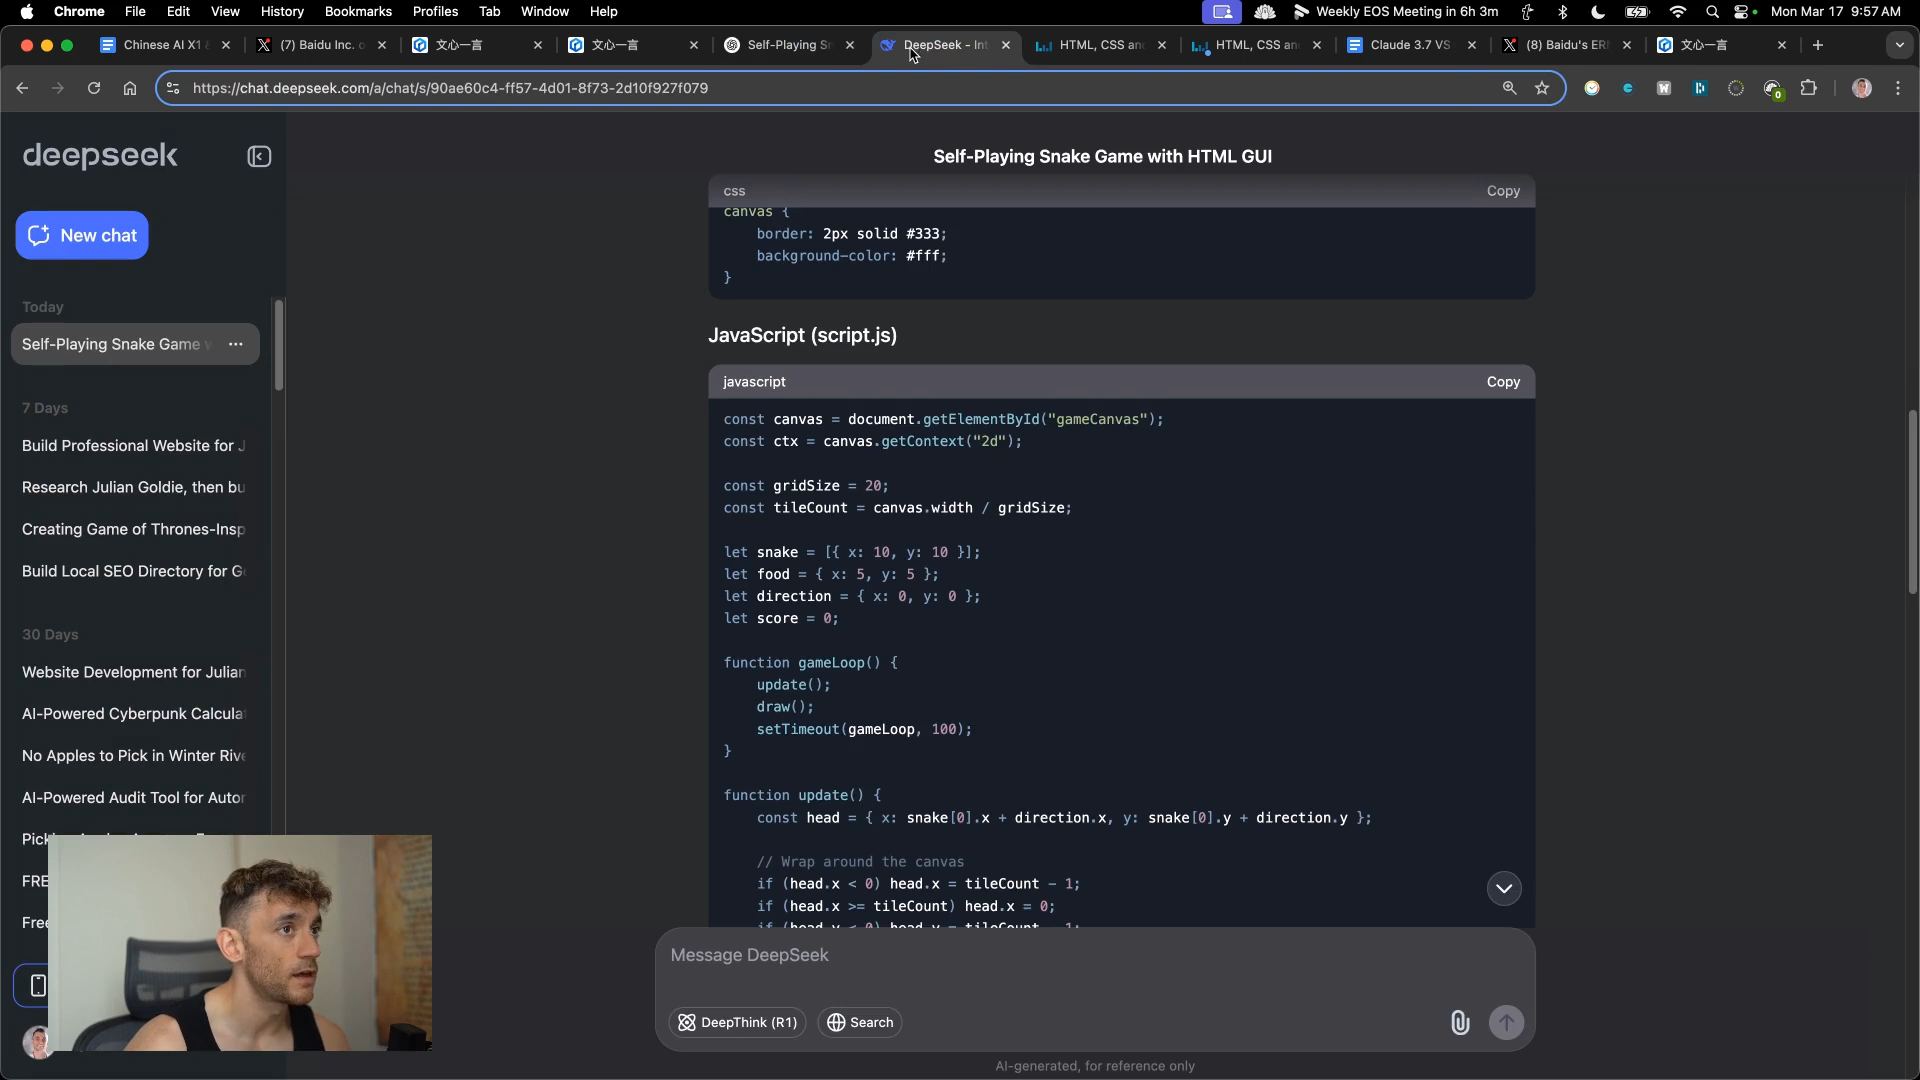 Chrome File Edit View History Bookmarks Profiles Tab Window Help
Weekly EOS Meeting in 6h 3m
Mon Mar 17 9:57 AM
Chinese AI X1 &
(7) Baidu Inc. o
文心一言
文心一言
Self-Playing Sn
DeepSeek - Int
HTML, CSS an
HTML, CSS an
Claude 3.7 VS
(8) Baidu's ER
文心一言
https://chat.deepseek.com/a/chat/s/90ae60c4-ff57-4d01-8f73-2d10f927f079
0
deepseek
New chat
Today
Self-Playing Snake Game w
7 Days
Build Professional Website for J
Research Julian Goldie, then bu
Creating Game of Thrones-Insp
Build Local SEO Directory for G
30 Days
Website Development for Julian
AI-Powered Cyberpunk Calcula
No Apples to Pick in Winter Rive
AI-Powered Audit Tool for Autor
FRE
Free
Self-Playing Snake Game with HTML GUI
css
Copy
canvas {
border: 2px solid #333;
background-color: #fff;
}
JavaScript (script.js)
javascript
Copy
const canvas = document.getElementById("gameCanvas");
const ctx = canvas.getContext("2d");
const gridSize = 20;
const tileCount = canvas.width / gridSize;
let snake = [{ x: 10, y: 10 }];
let food = { x: 5, y: 5 };
let direction = { x: 0, y: 0 };
let score = 0;
function gameLoop() {
update();
draw();
setTimeout(gameLoop, 100);
}
function update() {
const head = { x: snake[0].x + direction.x, y: snake[0].y + direction.y };
// Wrap around the canvas
if (head.x < 0) head.x = tileCount - 1;
if (head.x >= tileCount) head.x = 0;
if (head.y < 0) head.y = tileCount - 1;
Message DeepSeek
DeepThink (R1)
Search
AI-generated, for reference only